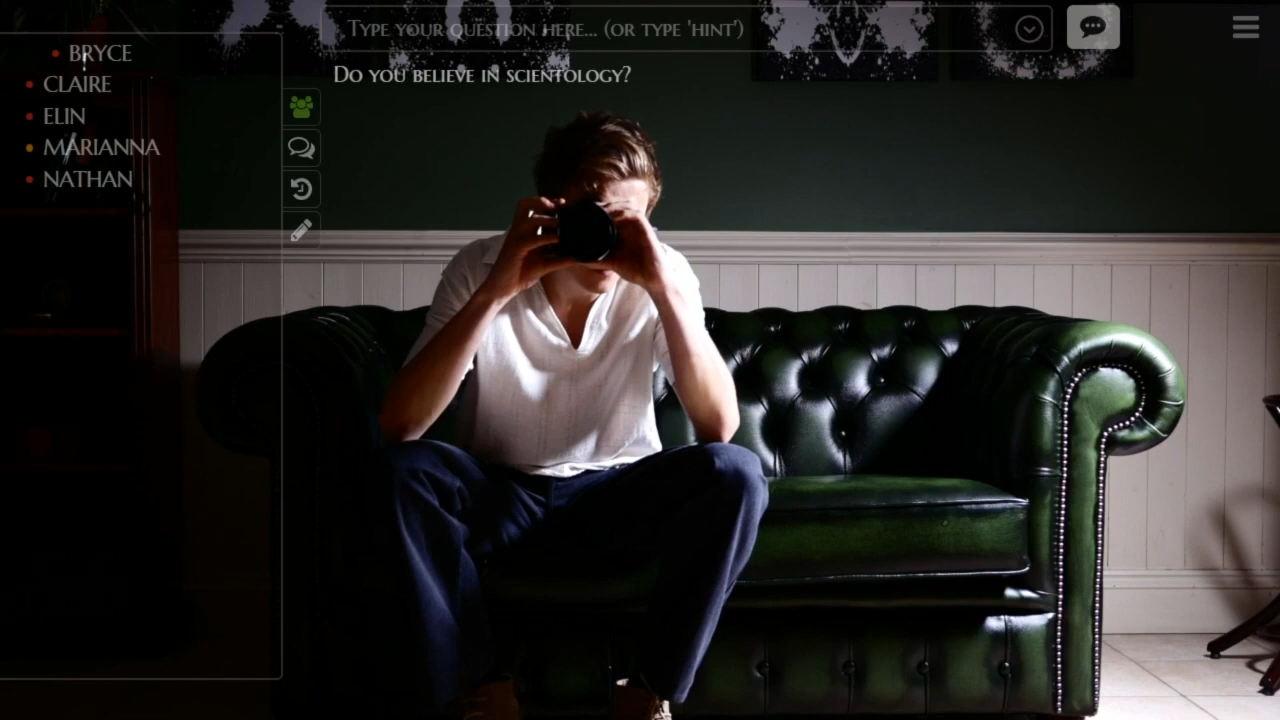 Type your question here... (or type 'hint')
Do you believe in scientology?
BRYCE
CLAIRE
ELIN
MARIANNA
NATHAN